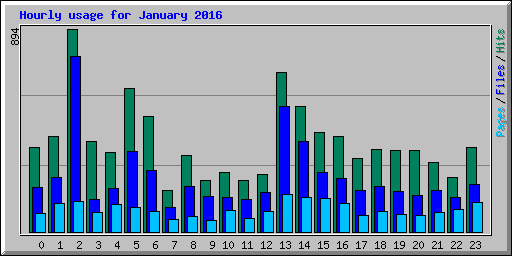 Hourly usage for January 2016
894
Pages / Files / Hits
0 1 2 3 4 5 6 7 8 9 10 11 12 13 14 15 16 17 18 19 20 21 22 23